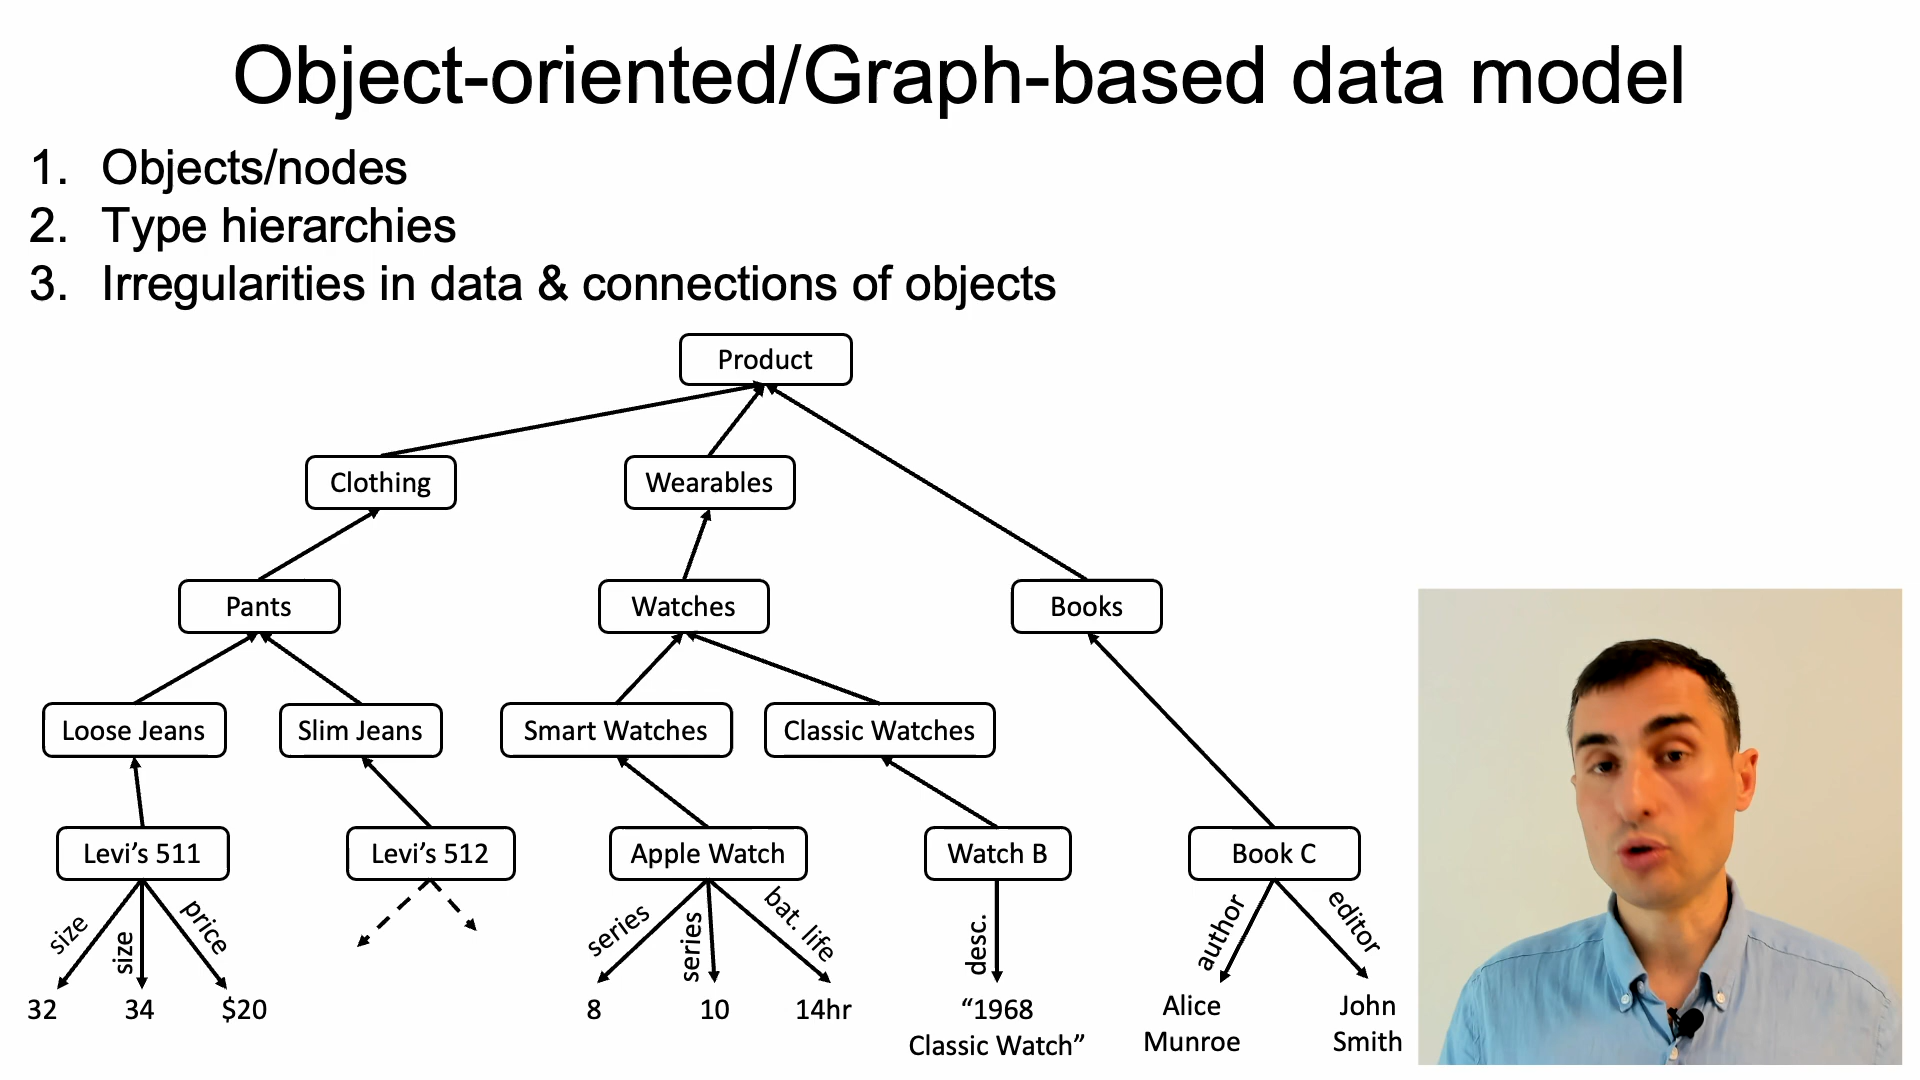 Object-oriented/Graph-based data model
1. Objects/nodes
2. Type hierarchies
3. Irregularities in data & connections of objects
Product
Clothing
Wearables
Pants
Watches
Books
Loose Jeans
Slim Jeans
Smart Watches
Classic Watches
Levi’s 511
Levi’s 512
Apple Watch
Watch B
Book C
size
size
price
series
series
bat. life
desc.
author
editor
32
34
$20
8
10
14hr
“1968
Classic Watch”
Alice
Munroe
John
Smith